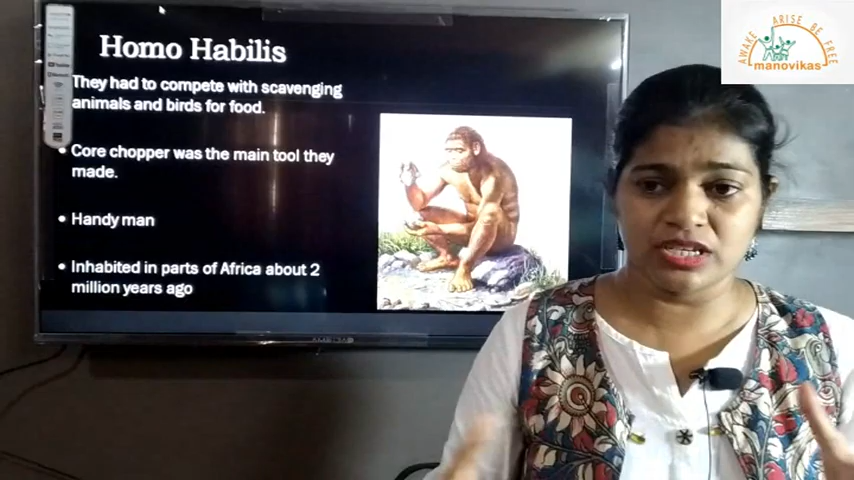 Homo Habilis
They had to compete with scavenging
animals and birds for food.
• Core chopper was the main tool they
made.
• Handy man
• Inhabited in parts of Africa about 2
million years ago
AWAKE ARISE BE FREE
manovikas